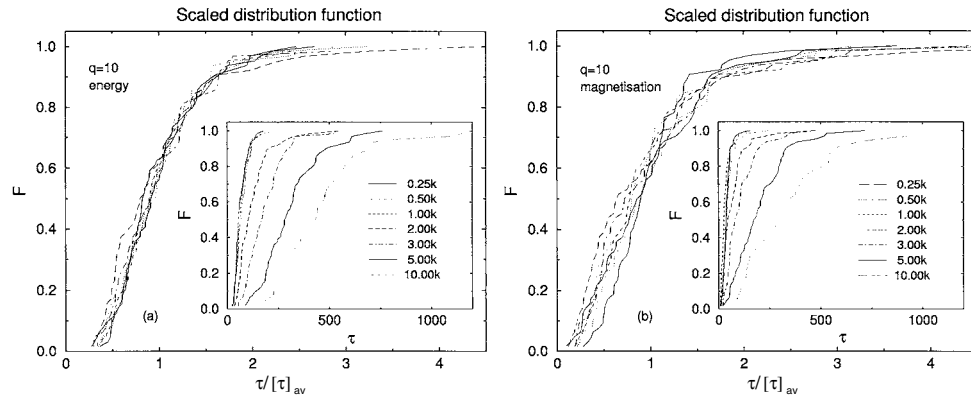 Scaled distribution function
1.0
0.8
0.6
0.4
0.2
0.0
F
q=10
energy
(a)
1.0
0.8
0.6
0.4
0.2
0.0
F
0.25k
0.50k
1.00k
2.00k
3.00k
5.00k
10.00k
0
500
1000
τ
0
1
2
3
4
τ/[τ]av
Scaled distribution function
1.0
0.8
0.6
0.4
0.2
0.0
F
q=10
magnetisation
(b)
1.0
0.8
0.6
0.4
0.2
0.0
F
0.25k
0.50k
1.00k
2.00k
3.00k
5.00k
10.00k
0
500
1000
τ
0
1
2
3
4
τ/[τ]av